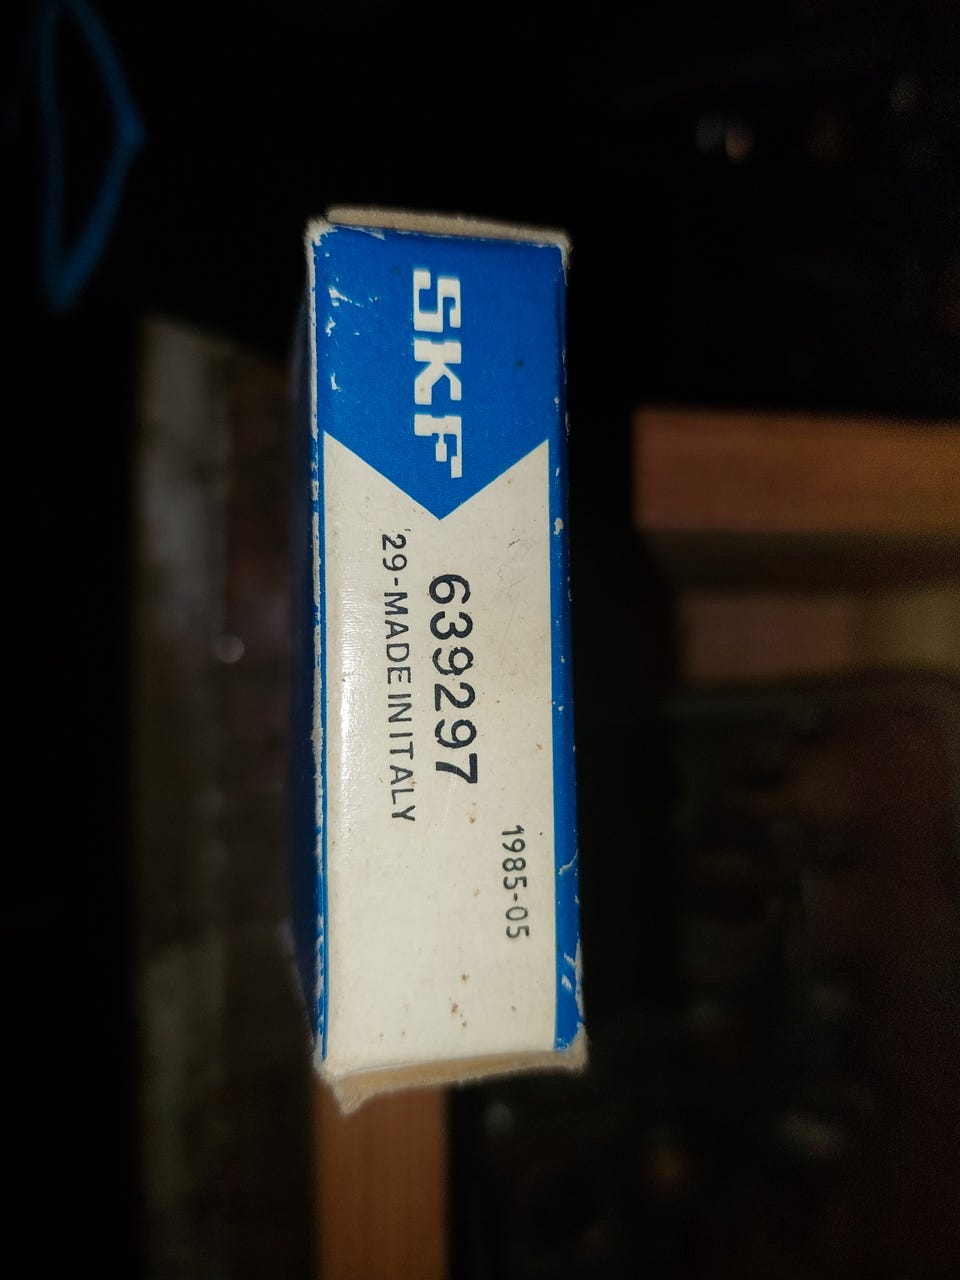 SKF
1985-05
639297
29-MADE IN ITALY